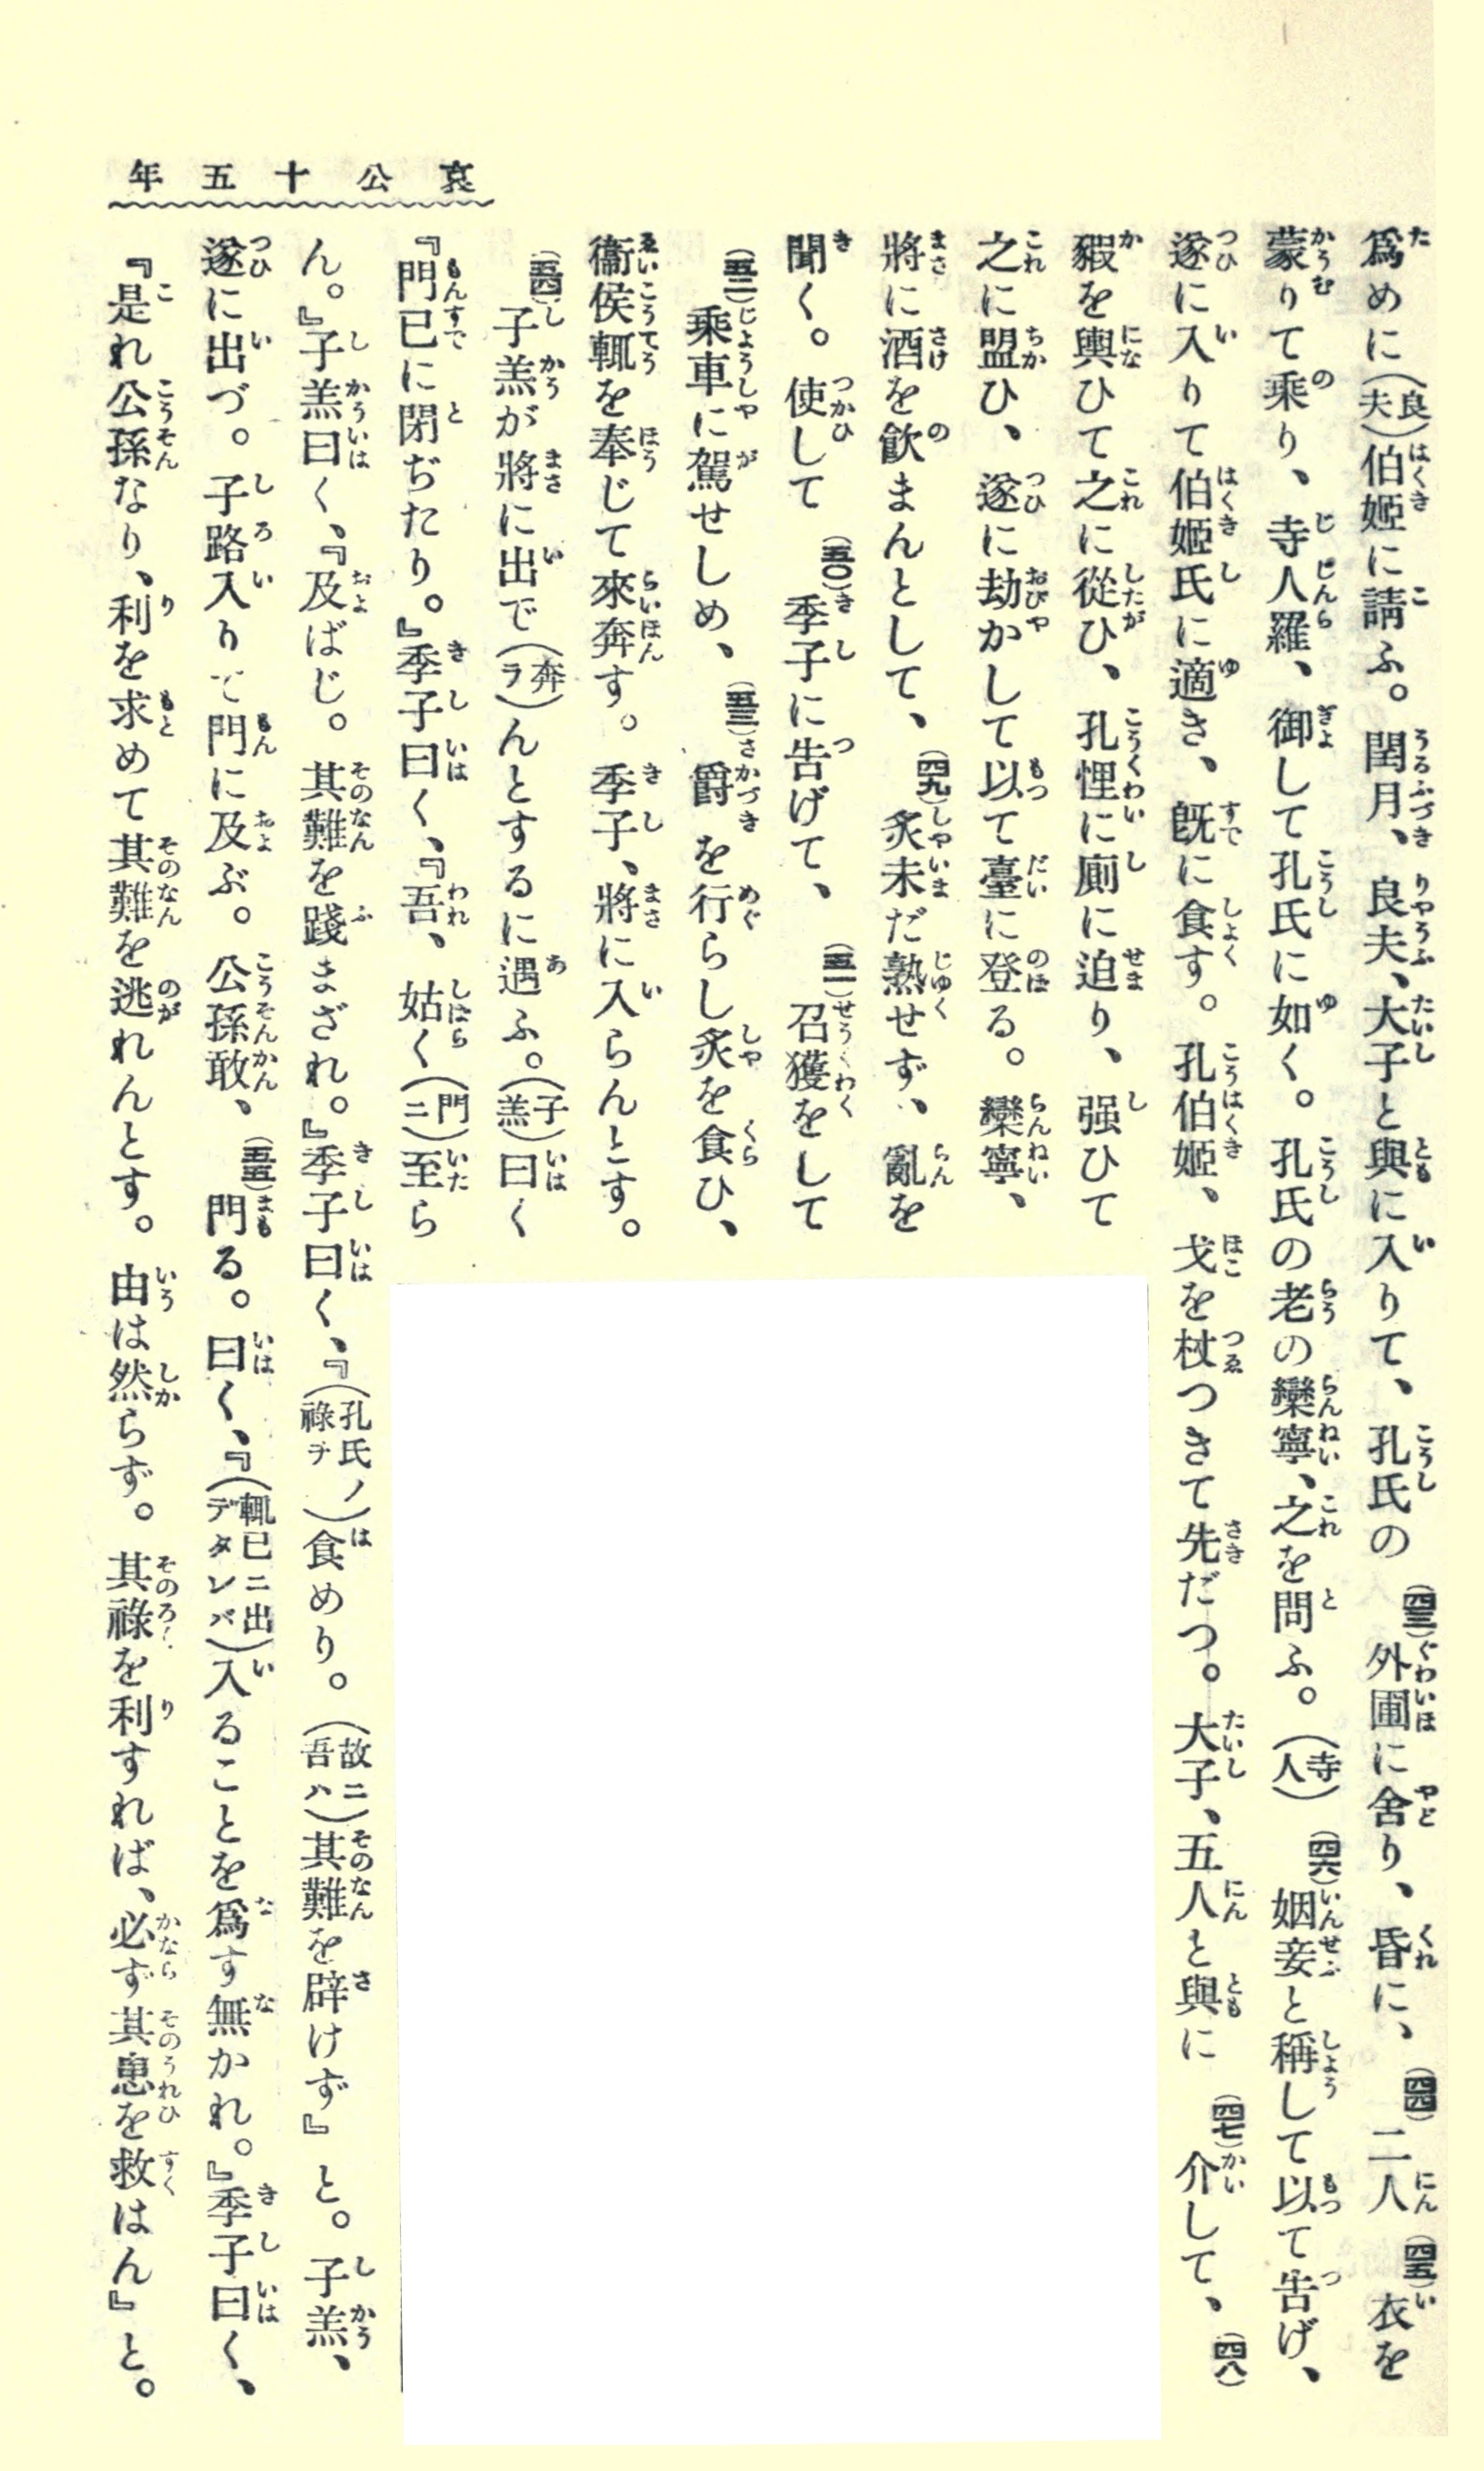 哀公十五年
爲めに(良夫)伯姬に請ふ。閏月、良夫、大子と與に入りて、孔氏の(四三)外圃に舍り、昏に、(四四)二人(四五)衣を
蒙りて乘り、寺人羅、御して孔氏に如く。孔氏の老の欒寧、之を問ふ。(寺人)(四六)姻妾と稱して以て告げ、
遂に入りて伯姬氏に適き、旣に食す。孔伯姬、戈を杖つきて先だつ。大子、五人と與に(四七)介して、(四八)
豭を輿ひて之に從ひ、孔悝に廁に迫り、强ひて
之に盟ひ、遂に劫かして以て臺に登る。欒寧、
將に酒を飮まんとして、(四九)炙未だ熟せず、亂を
聞く。使して(五〇)季子に告げて、(五一)召獲をして
(五二)乘車に駕せしめ、(五三)爵を行らし炙を食ひ、
衞侯輒を奉じて來奔す。季子、將に入らんとす。
(五四)子羔が將に出で(奔ラ)んとするに遇ふ。(子羔)曰く
『門已に閉ぢたり。』季子曰く、『吾、姑く(門ニ)至ら
ん。』子羔曰く、『及ばじ。其難を踐まざれ。』季子曰く、『(孔氏ノ祿ヲ)食めり。(故ニ吾ハ)其難を辟けず』と。子羔、
遂に出づ。子路入りて門に及ぶ。公孫敢、(五五)門る。曰く、『(輒已ニ出デタレバ)入ることを爲す無かれ。』季子曰く、
『是れ公孫なり、利を求めて其難を逃れんとす。由は然らず。其祿を利すれば、必ず其患を救はん』と。